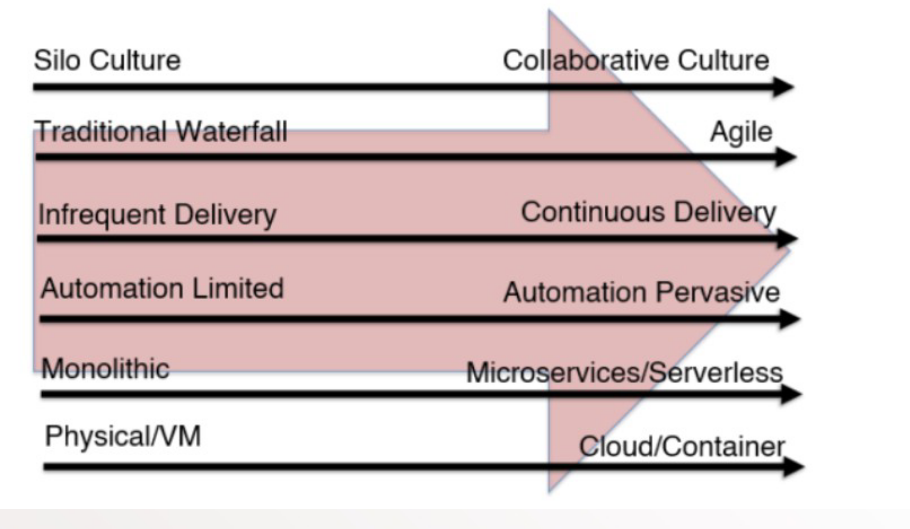 Silo Culture Collaborative Culture
Traditional Waterfall Agile
Infrequent Delivery Continuous Delivery
Automation Limited Automation Pervasive
Monolithic Microservices/Serverless
Physical/VM Cloud/Container